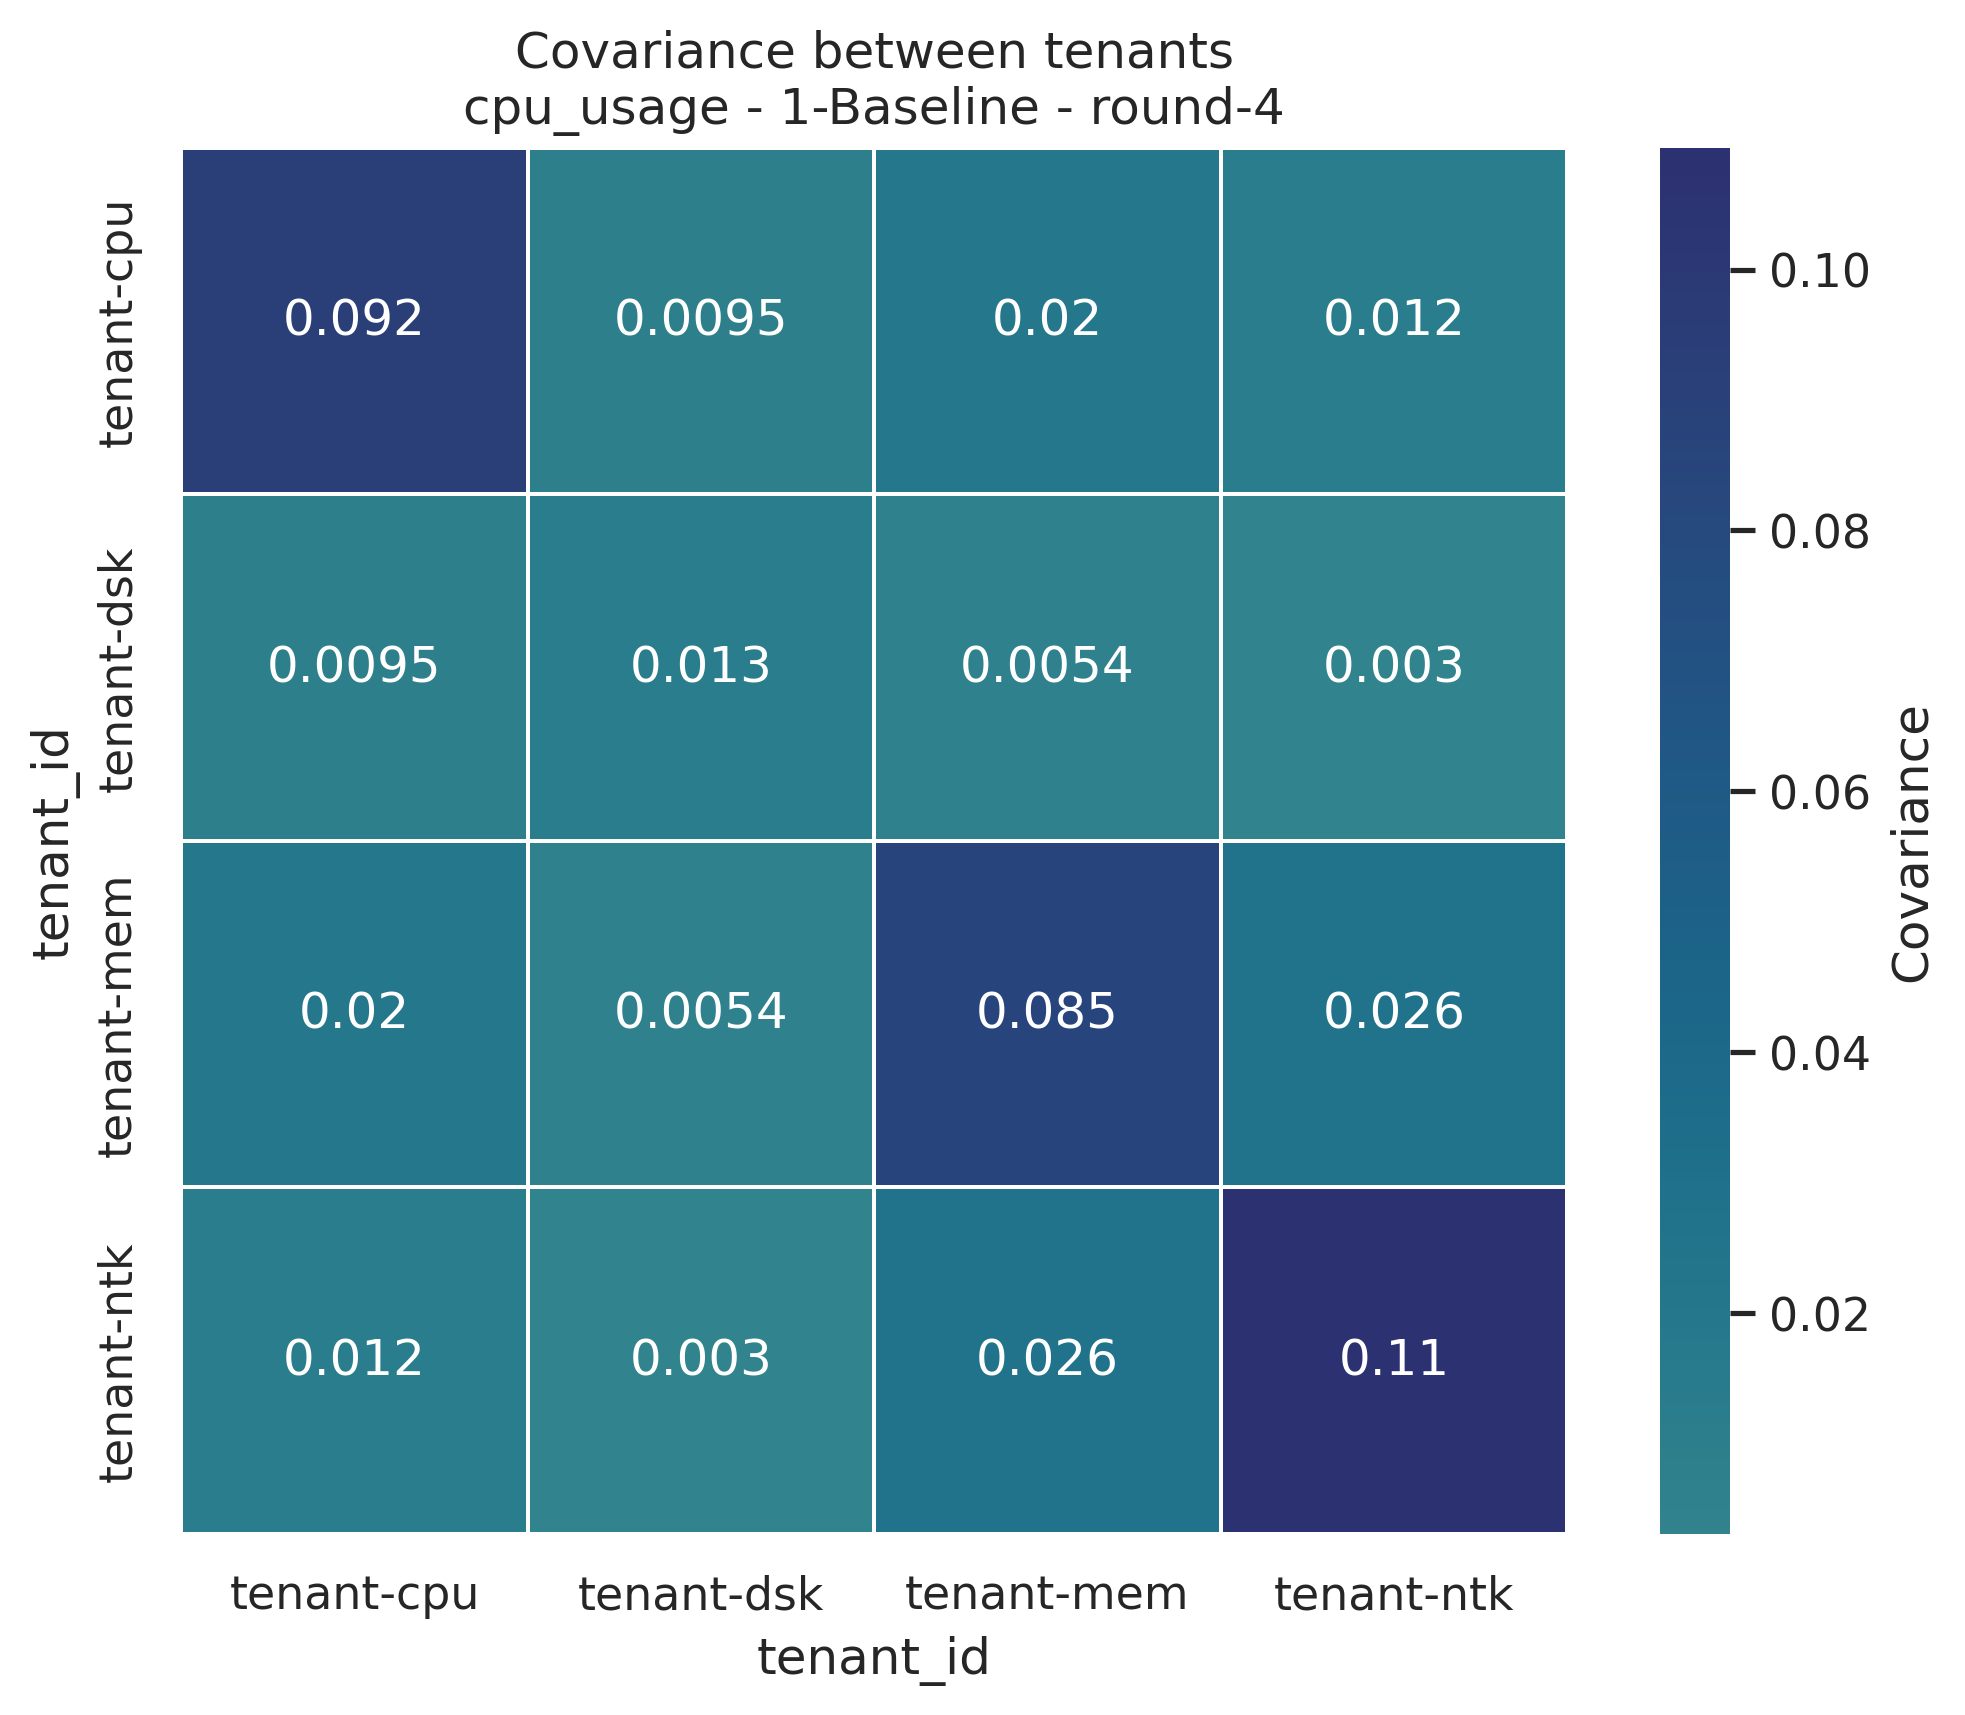 Covariance between tenants
cpu_usage - 1-Baseline - round-4
tenant_id
tenant-cpu
0.092 0.0095 0.02 0.012
tenant-dsk
0.0095 0.013 0.0054 0.003
tenant-mem
0.02 0.0054 0.085 0.026
tenant-ntk
0.012 0.003 0.026 0.11
tenant-cpu tenant-dsk tenant-mem tenant-ntk
tenant_id
0.10
0.08
0.06
0.04
0.02
Covariance